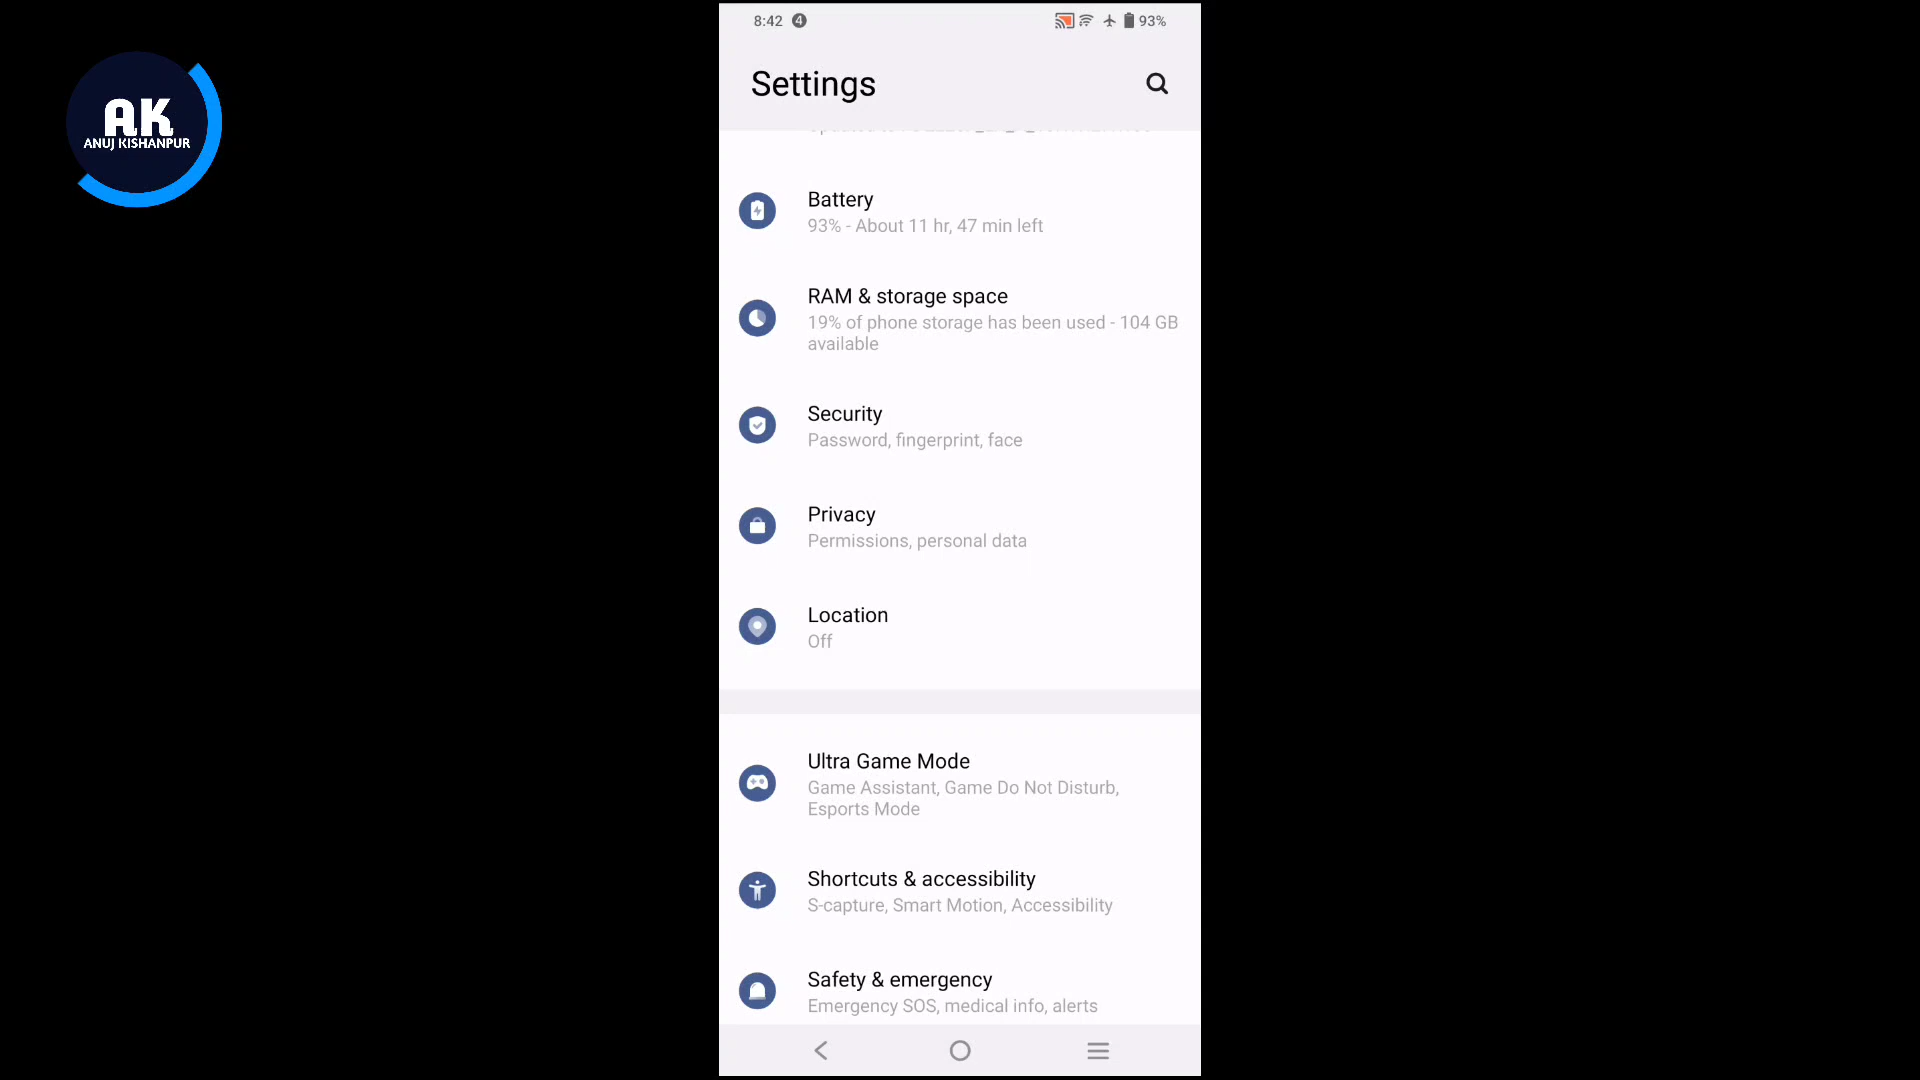 8:42 4 93%
AK
ANUJ KISHANPUR
Settings
Battery
93% - About 11 hr, 47 min left
RAM & storage space
19% of phone storage has been used - 104 GB
available
Security
Password, fingerprint, face
Privacy
Permissions, personal data
Location
Off
Ultra Game Mode
Game Assistant, Game Do Not Disturb,
Esports Mode
Shortcuts & accessibility
S-capture, Smart Motion, Accessibility
Safety & emergency
Emergency SOS, medical info, alerts